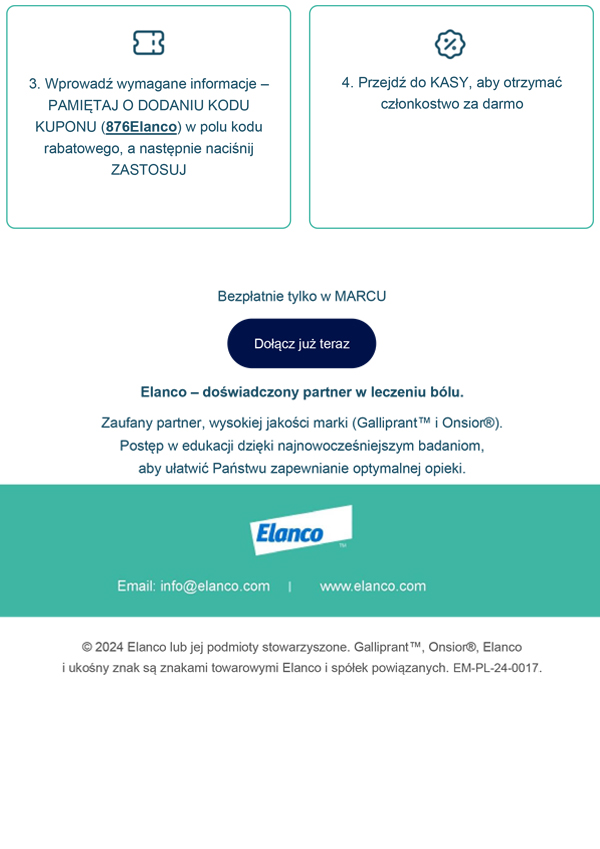 3. Wprowadź wymagane informacje –
PAMIĘTAJ O DODANIU KODU
KUPONU (876Elanco) w polu kodu
rabatowego, a następnie naciśnij
ZASTOSUJ
4. Przejdź do KASY, aby otrzymać
członkostwo za darmo
Bezpłatnie tylko w MARCU
Dołącz już teraz
Elanco – doświadczony partner w leczeniu bólu.
Zaufany partner, wysokiej jakości marki (Galliprant™ i Onsior®).
Postęp w edukacji dzięki najnowocześniejszym badaniom,
aby ułatwić Państwu zapewnianie optymalnej opieki.
Elanco™
Email: info@elanco.com | www.elanco.com
© 2024 Elanco lub jej podmioty stowarzyszone. Galliprant™, Onsior®, Elanco
i ukośny znak są znakami towarowymi Elanco i spółek powiązanych. EM-PL-24-0017.